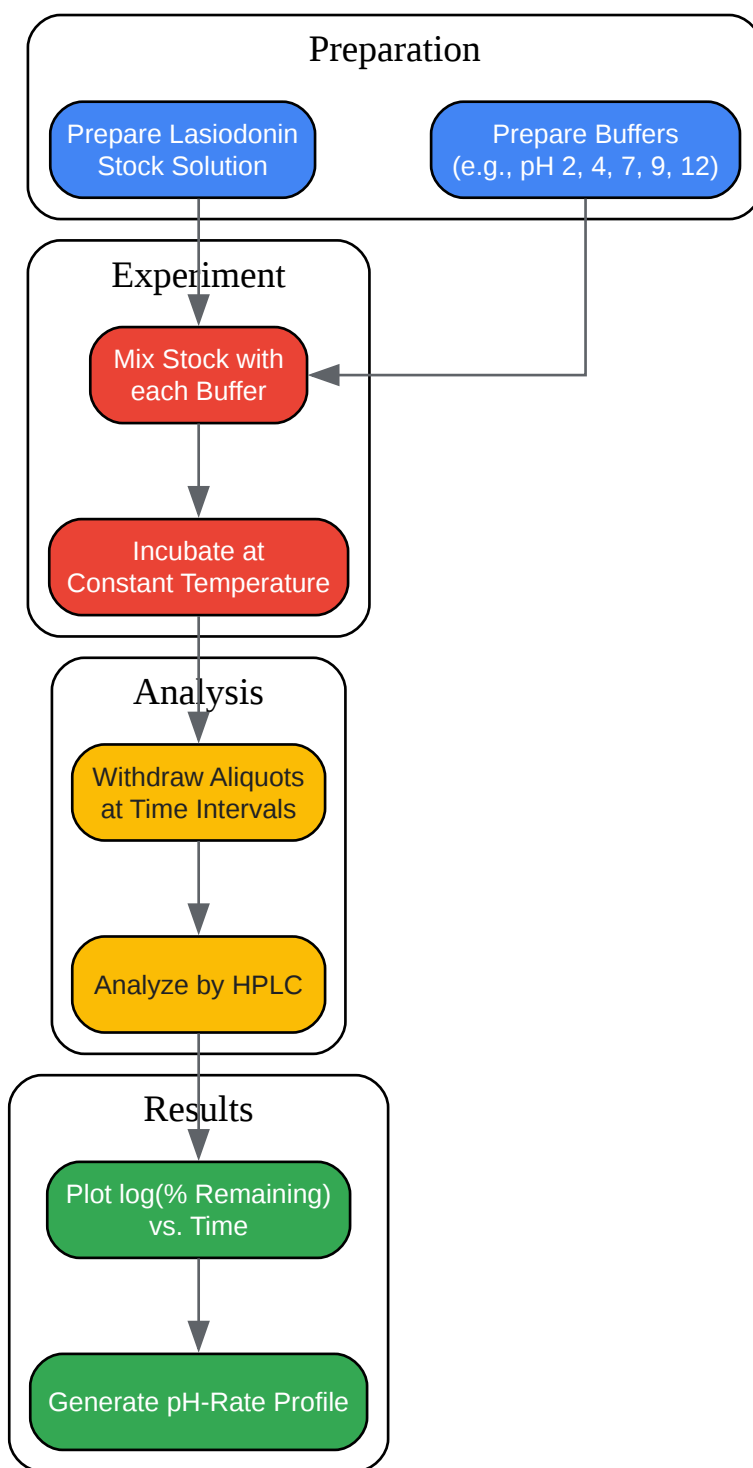 Preparation
Prepare Lasiodonin
Stock Solution
Prepare Buffers
(e.g., pH 2, 4, 7, 9, 12)
Experiment
Mix Stock with
each Buffer
Incubate at
Constant Temperature
Analysis
Withdraw Aliquots
at Time Intervals
Analyze by HPLC
Results
Plot log(% Remaining)
vs. Time
Generate pH-Rate Profile